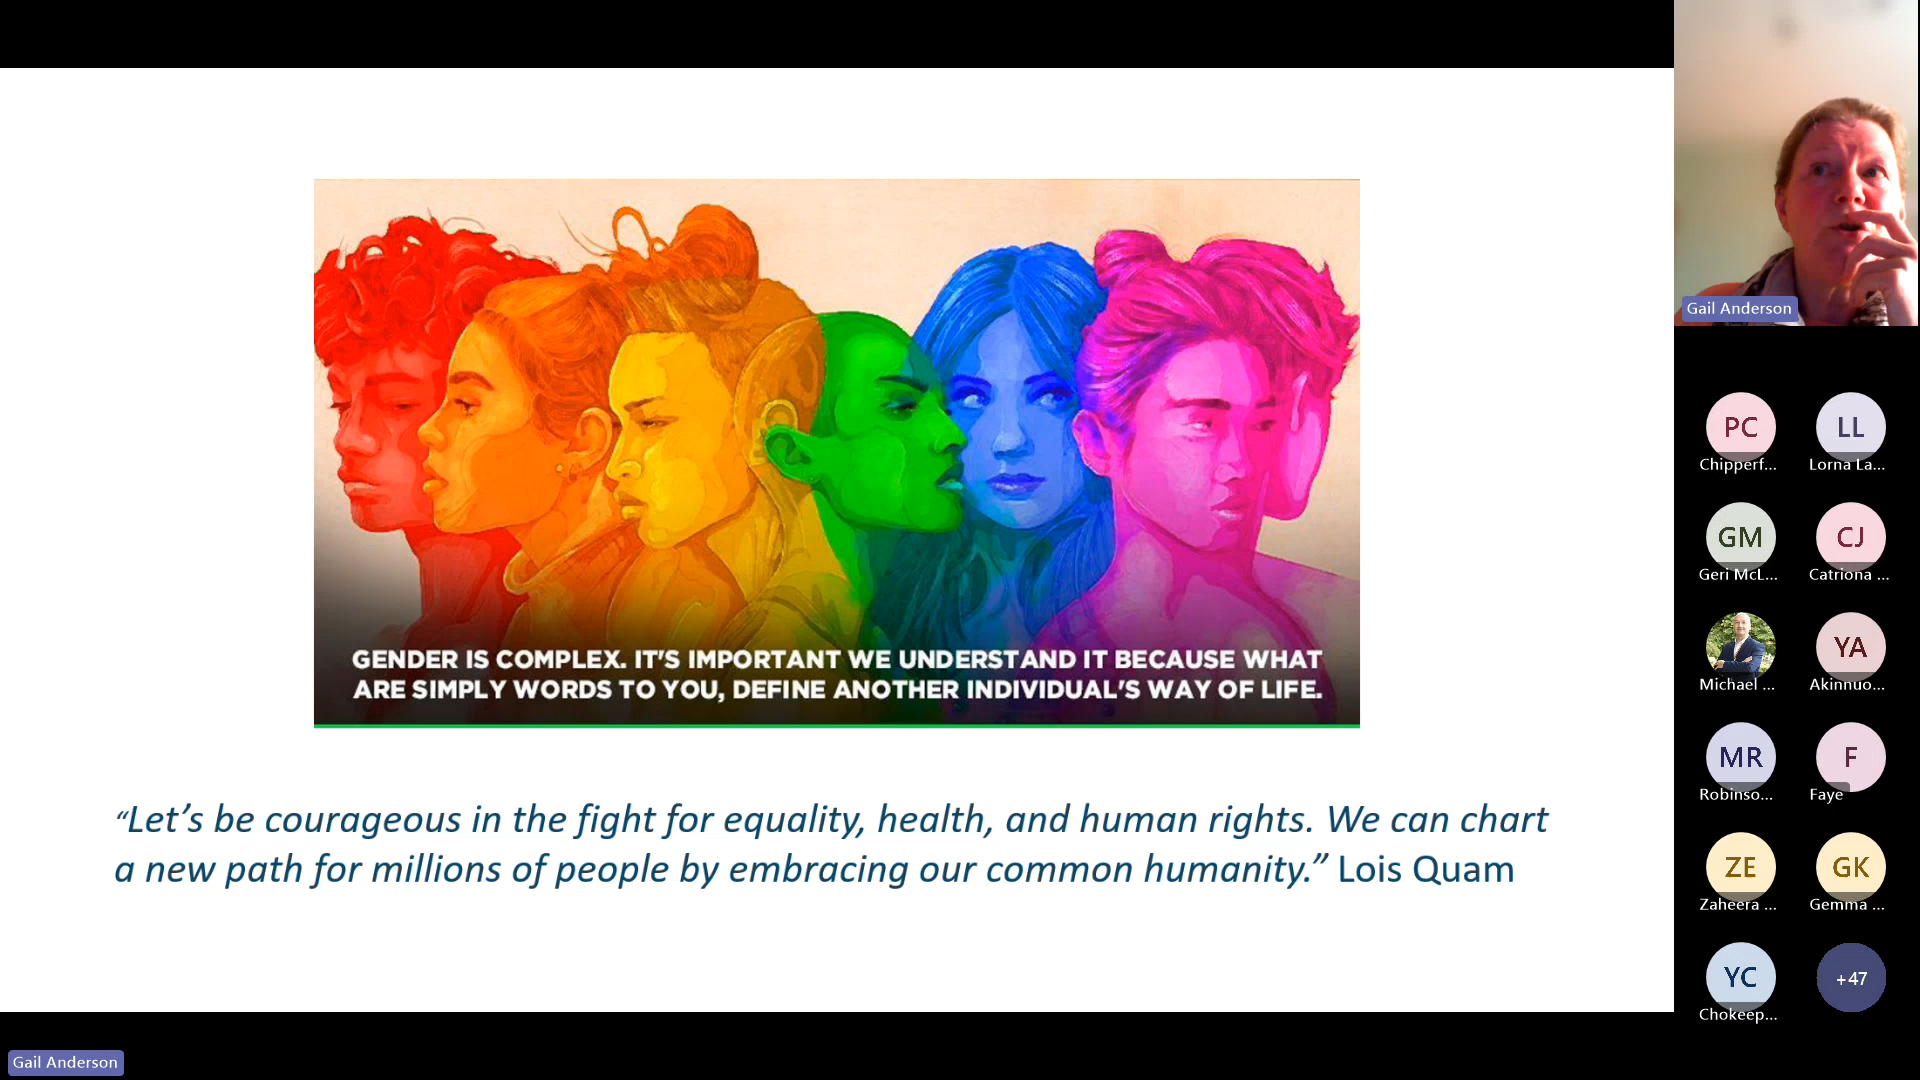 GENDER IS COMPLEX. IT'S IMPORTANT WE UNDERSTAND IT BECAUSE WHAT
ARE SIMPLY WORDS TO YOU, DEFINE ANOTHER INDIVIDUAL'S WAY OF LIFE.
“Let’s be courageous in the fight for equality, health, and human rights. We can chart
a new path for millions of people by embracing our common humanity.” Lois Quam
Gail Anderson
PC
Chipperf...
LL
Lorna La...
GM
Geri McL...
CJ
Catriona ...
Michael ...
YA
Akinnuo...
MR
Robinso...
F
Faye
ZE
Zaheera ...
GK
Gemma ...
YC
Chokeep...
+47
Gail Anderson